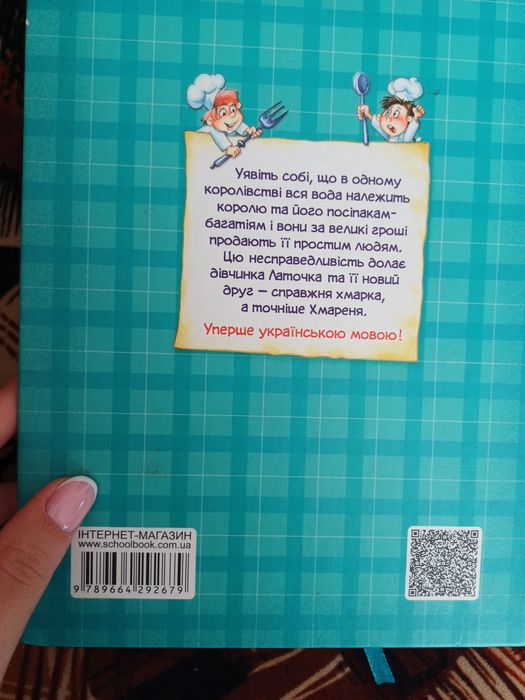 Уявіть собі, що в одному
королівстві вся вода належить
королю та його посіпакам-
багатіям і вони за великі гроші
продають її простим людям.
Цю несправедливість долає
дівчинка Латочка та її новий
друг – справжня хмарка,
а точніше Хмареня.
Уперше українською мовою!
ІНТЕРНЕТ-МАГАЗИН
www.schoolbook.com.ua
9 789664 292679